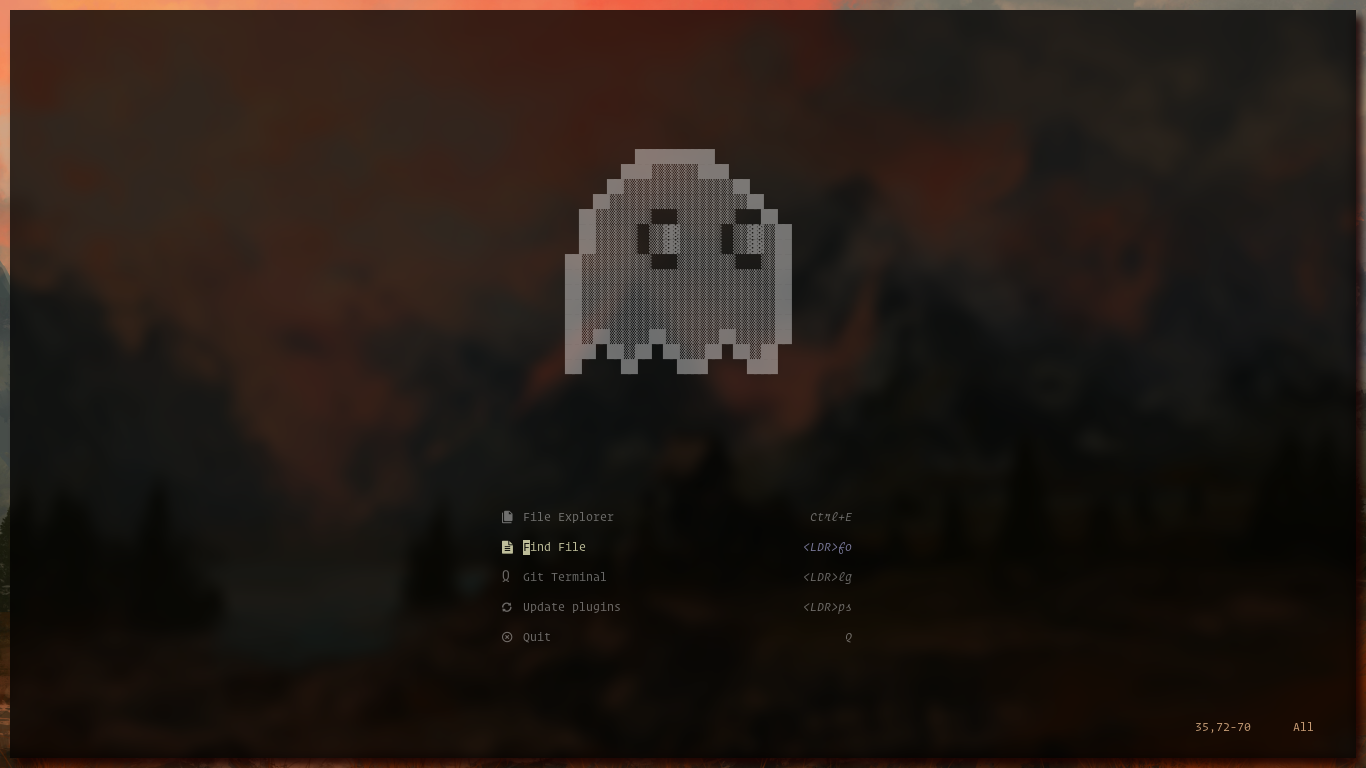 File Explorer Ctrl+E
Find File <LDR>fo
Git Terminal <LDR>lg
Update plugins <LDR>ps
Quit Q
35,72-70 All